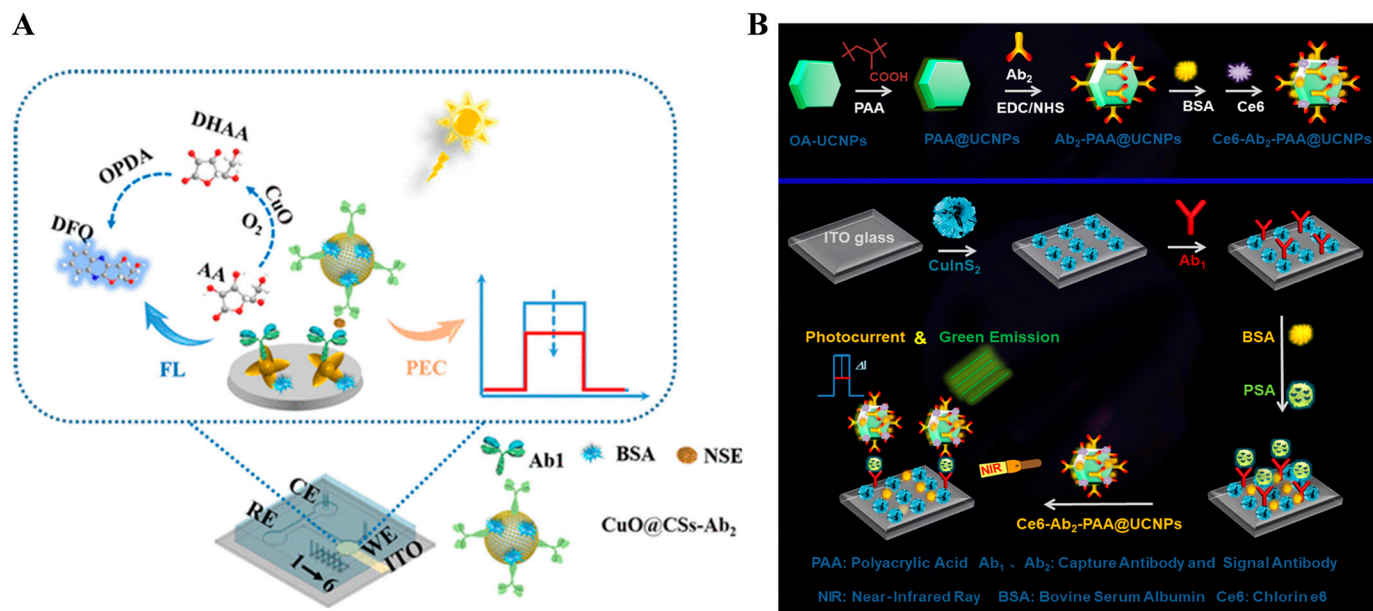 A
DHAA
OPDA
CuO
O2
DFQ
AA
FL
PEC
Ab1
BSA
NSE
CE
RE
WE
ITO
1→6
CuO@CSs-Ab2
B
COOH
PAA
Ab2
EDC/NHS
BSA
Ce6
OA-UCNPs
PAA@UCNPs
Ab2-PAA@UCNPs
Ce6-Ab2-PAA@UCNPs
ITO glass
CuInS2
Ab1
Photocurrent & Green Emission
ΔI
BSA
PSA
NIR
Ce6-Ab2-PAA@UCNPs
PAA: Polyacrylic Acid Ab1 、Ab2: Capture Antibody and Signal Antibody
NIR: Near-Infrared Ray BSA: Bovine Serum Albumin Ce6: Chlorin e6